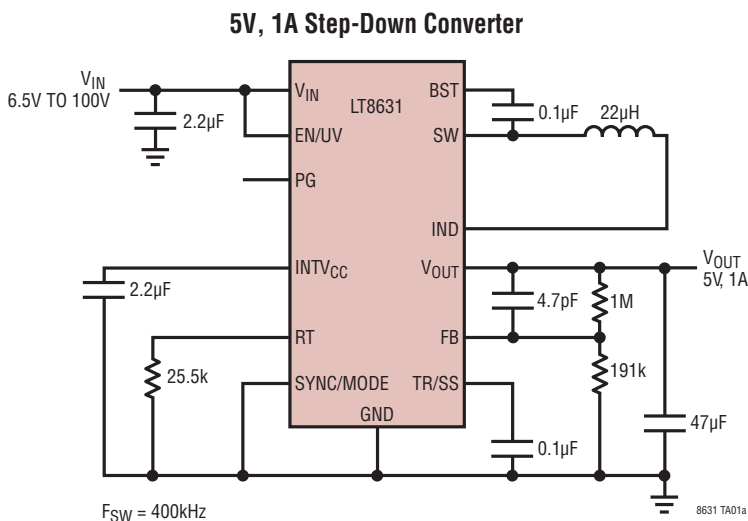 5V, 1A Step-Down Converter
VIN
6.5V TO 100V
2.2µF
VIN
EN/UV
PG
INTVCC
RT
SYNC/MODE
GND
LT8631
BST
SW
IND
VOUT
FB
TR/SS
0.1µF
22µH
VOUT
5V, 1A
4.7pF
1M
191k
47µF
0.1µF
2.2µF
25.5k
FSW = 400kHz
8631 TA01a